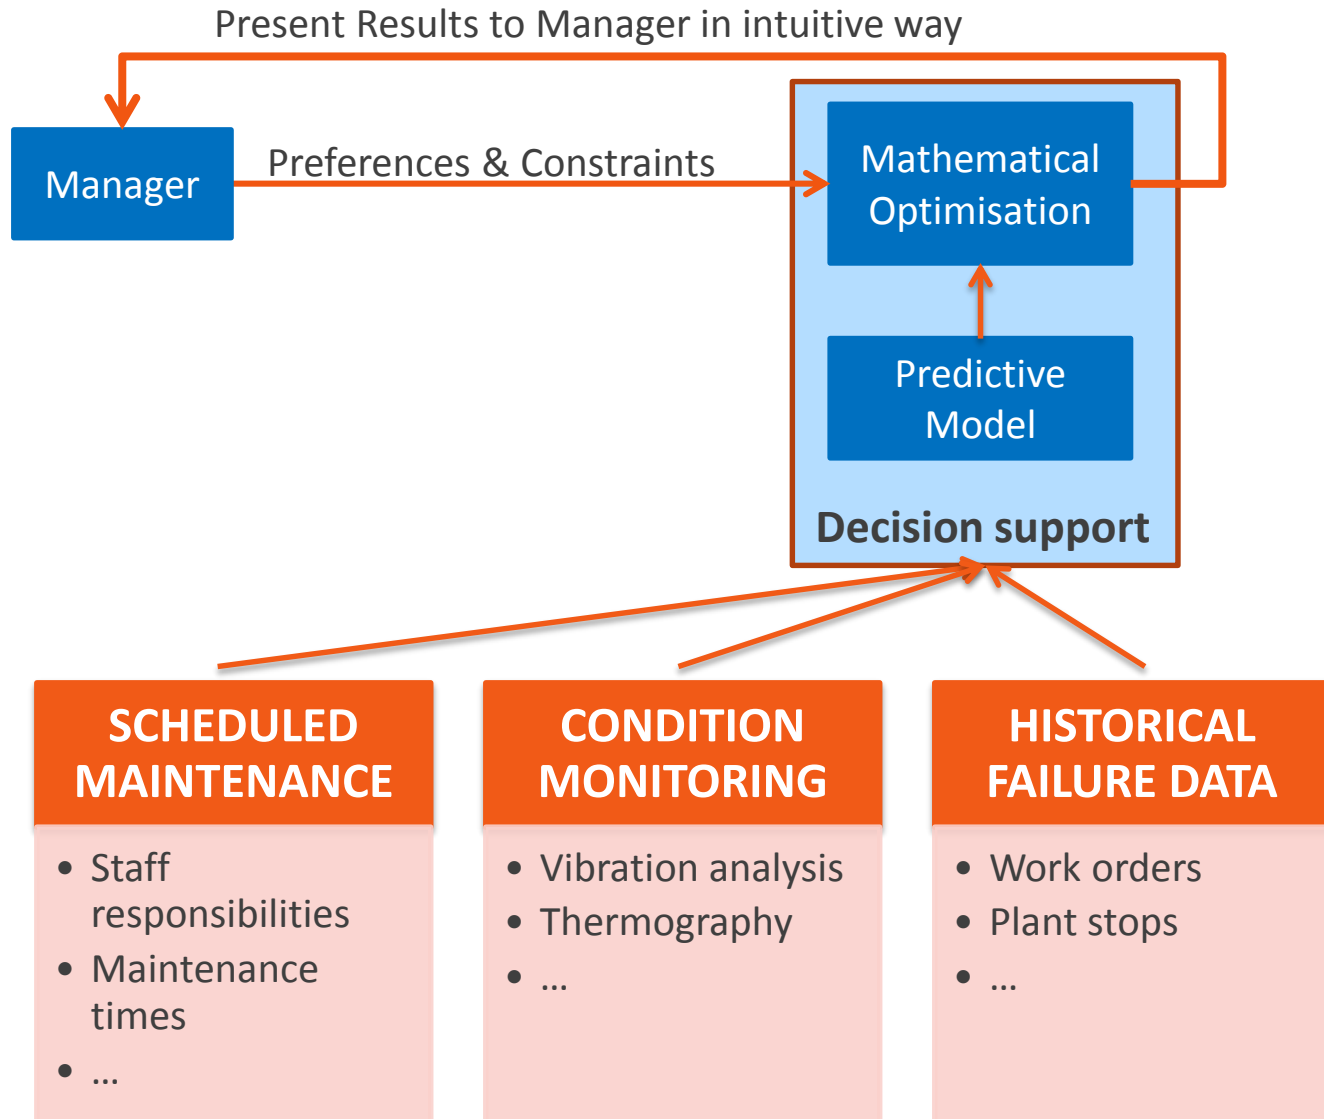 Present Results to Manager in intuitive way
Manager
Preferences & Constraints
Mathematical
Optimisation
Predictive
Model
Decision support
SCHEDULED
MAINTENANCE
• Staff
responsibilities
• Maintenance
times
• ...
CONDITION
MONITORING
• Vibration analysis
• Thermography
• ...
HISTORICAL
FAILURE DATA
• Work orders
• Plant stops
• ...